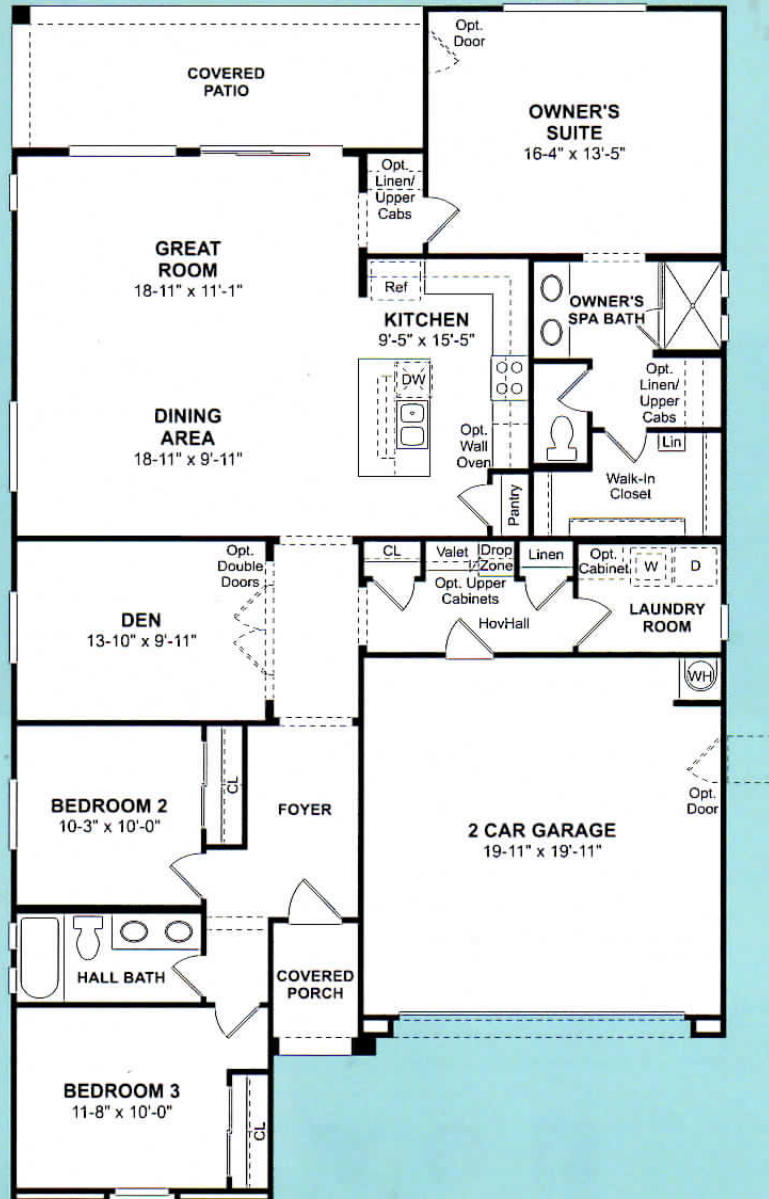 COVERED
PATIO
Opt.
Door
OWNER'S
SUITE
16-4" x 13'-5"
Opt.
Linen/
Upper
Cabs
GREAT
ROOM
18-11" x 11'-1"
Ref
KITCHEN
9'-5" x 15'-5"
OWNER'S
SPA BATH
DW
Opt.
Linen/
Upper
Cabs
DINING
AREA
18-11" x 9'-11"
Opt.
Wall
Oven
Lin
Walk-In
Closet
Pantry
Opt.
Double
Doors
CL
Valet
Drop
Zone
Linen
Opt.
Cabinet
W
D
Opt. Upper
Cabinets
HovHall
LAUNDRY
ROOM
DEN
13-10" x 9'-11"
WH
CL
BEDROOM 2
10-3" x 10'-0"
FOYER
Opt.
Door
2 CAR GARAGE
19-11" x 19'-11"
HALL BATH
COVERED
PORCH
BEDROOM 3
11-8" x 10'-0"
CL